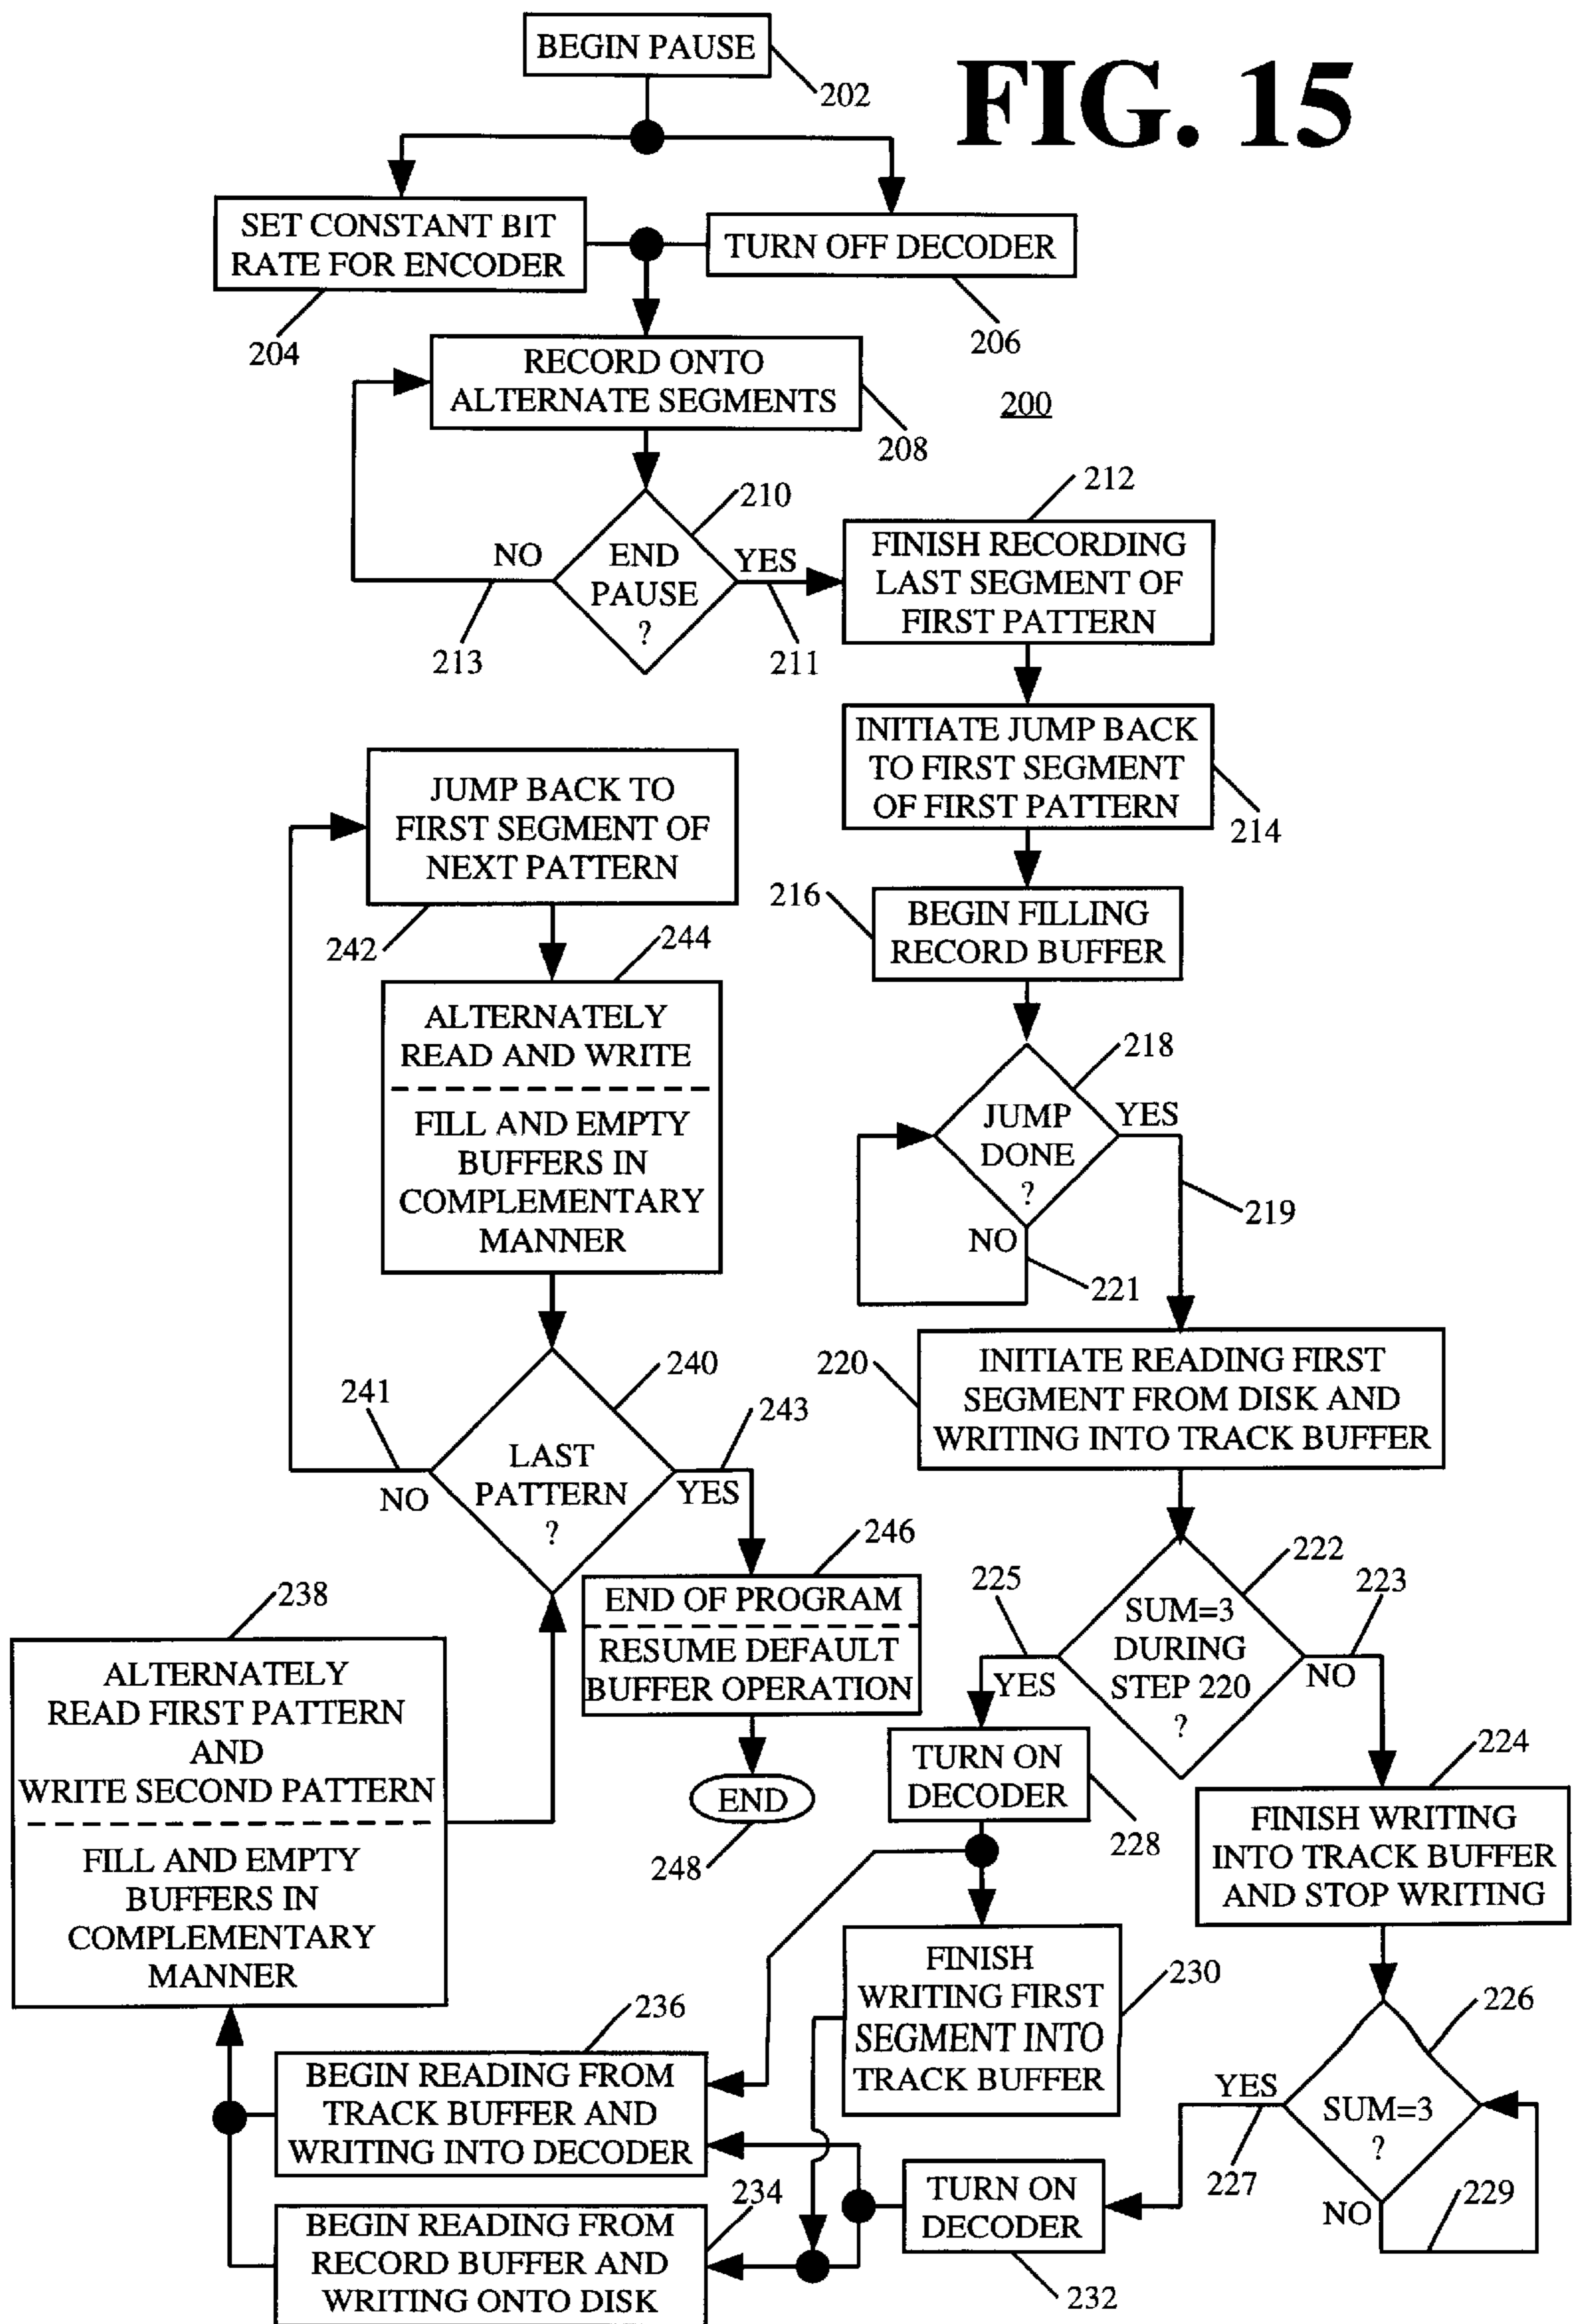 BEGIN PAUSE
202
FIG. 15
SET CONSTANT BIT
RATE FOR ENCODER
204
TURN OFF DECODER
206
RECORD ONTO
ALTERNATE SEGMENTS
208
200
210
END
PAUSE
?
NO
213
YES
211
212
FINISH RECORDING
LAST SEGMENT OF
FIRST PATTERN
INITIATE JUMP BACK
TO FIRST SEGMENT
OF FIRST PATTERN
214
216
BEGIN FILLING
RECORD BUFFER
218
JUMP
DONE
?
YES
219
NO
221
220
INITIATE READING FIRST
SEGMENT FROM DISK AND
WRITING INTO TRACK BUFFER
222
SUM=3
DURING
STEP 220
?
225
YES
223
NO
TURN ON
DECODER
228
224
FINISH WRITING
INTO TRACK BUFFER
AND STOP WRITING
FINISH
WRITING FIRST
SEGMENT INTO
TRACK BUFFER
230
226
SUM=3
?
YES
227
NO
229
TURN ON
DECODER
232
236
BEGIN READING FROM
TRACK BUFFER AND
WRITING INTO DECODER
234
BEGIN READING FROM
RECORD BUFFER AND
WRITING ONTO DISK
238
ALTERNATELY
READ FIRST PATTERN
AND
WRITE SECOND PATTERN
FILL AND EMPTY
BUFFERS IN
COMPLEMENTARY
MANNER
JUMP BACK TO
FIRST SEGMENT OF
NEXT PATTERN
242
244
ALTERNATELY
READ AND WRITE
FILL AND EMPTY
BUFFERS IN
COMPLEMENTARY
MANNER
240
LAST
PATTERN
?
241
NO
243
YES
246
END OF PROGRAM
RESUME DEFAULT
BUFFER OPERATION
END
248